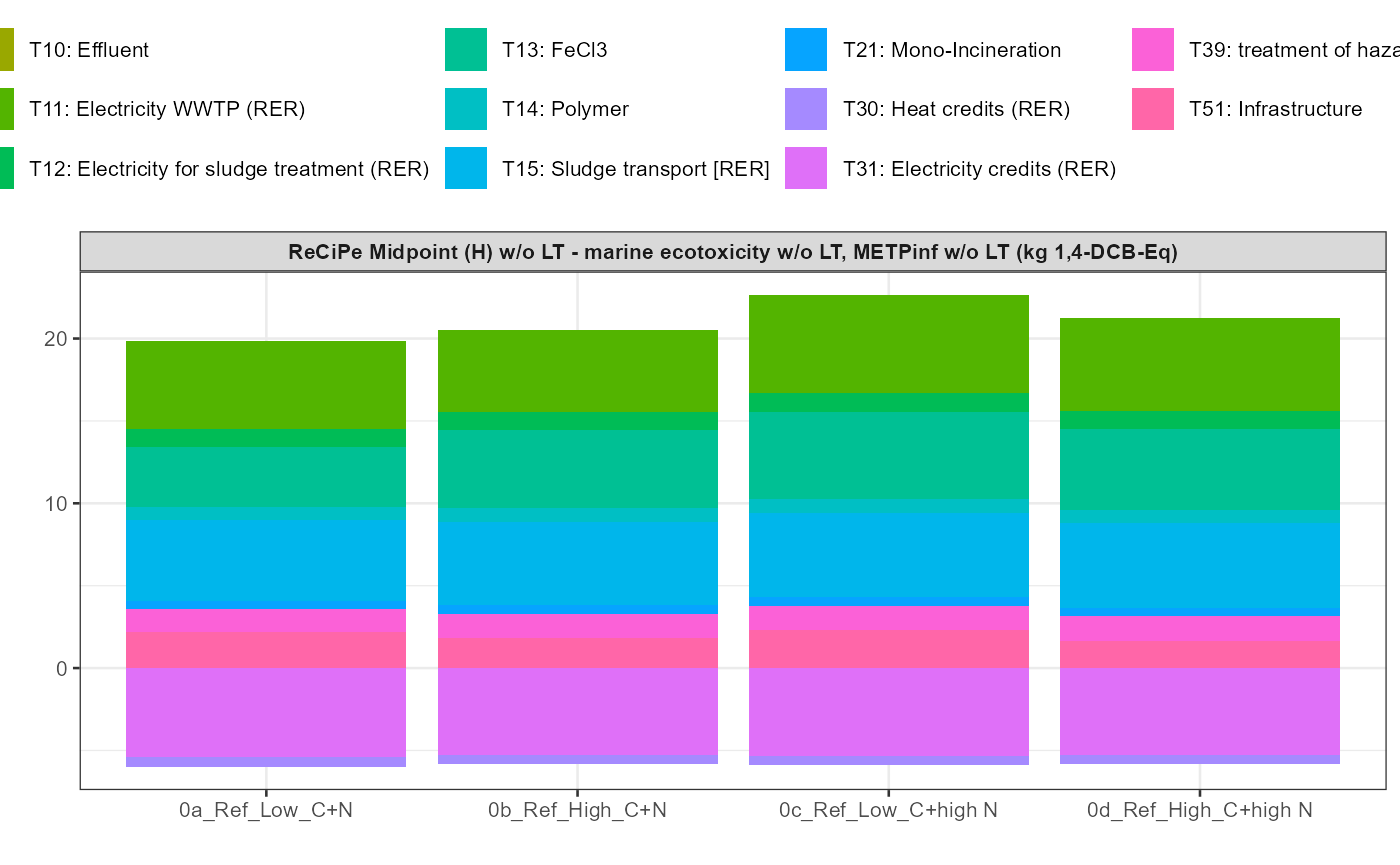 T10: Effluent
T11: Electricity WWTP (RER)
T12: Electricity for sludge treatment (RER)
T13: FeCl3
T14: Polymer
T15: Sludge transport [RER]
T21: Mono-Incineration
T30: Heat credits (RER)
T31: Electricity credits (RER)
T39: treatment of haza
T51: Infrastructure
ReCiPe Midpoint (H) w/o LT - marine ecotoxicity w/o LT, METPinf w/o LT (kg 1,4-DCB-Eq)
20
10
0
0a_Ref_Low_C+N
0b_Ref_High_C+N
0c_Ref_Low_C+high N
0d_Ref_High_C+high N